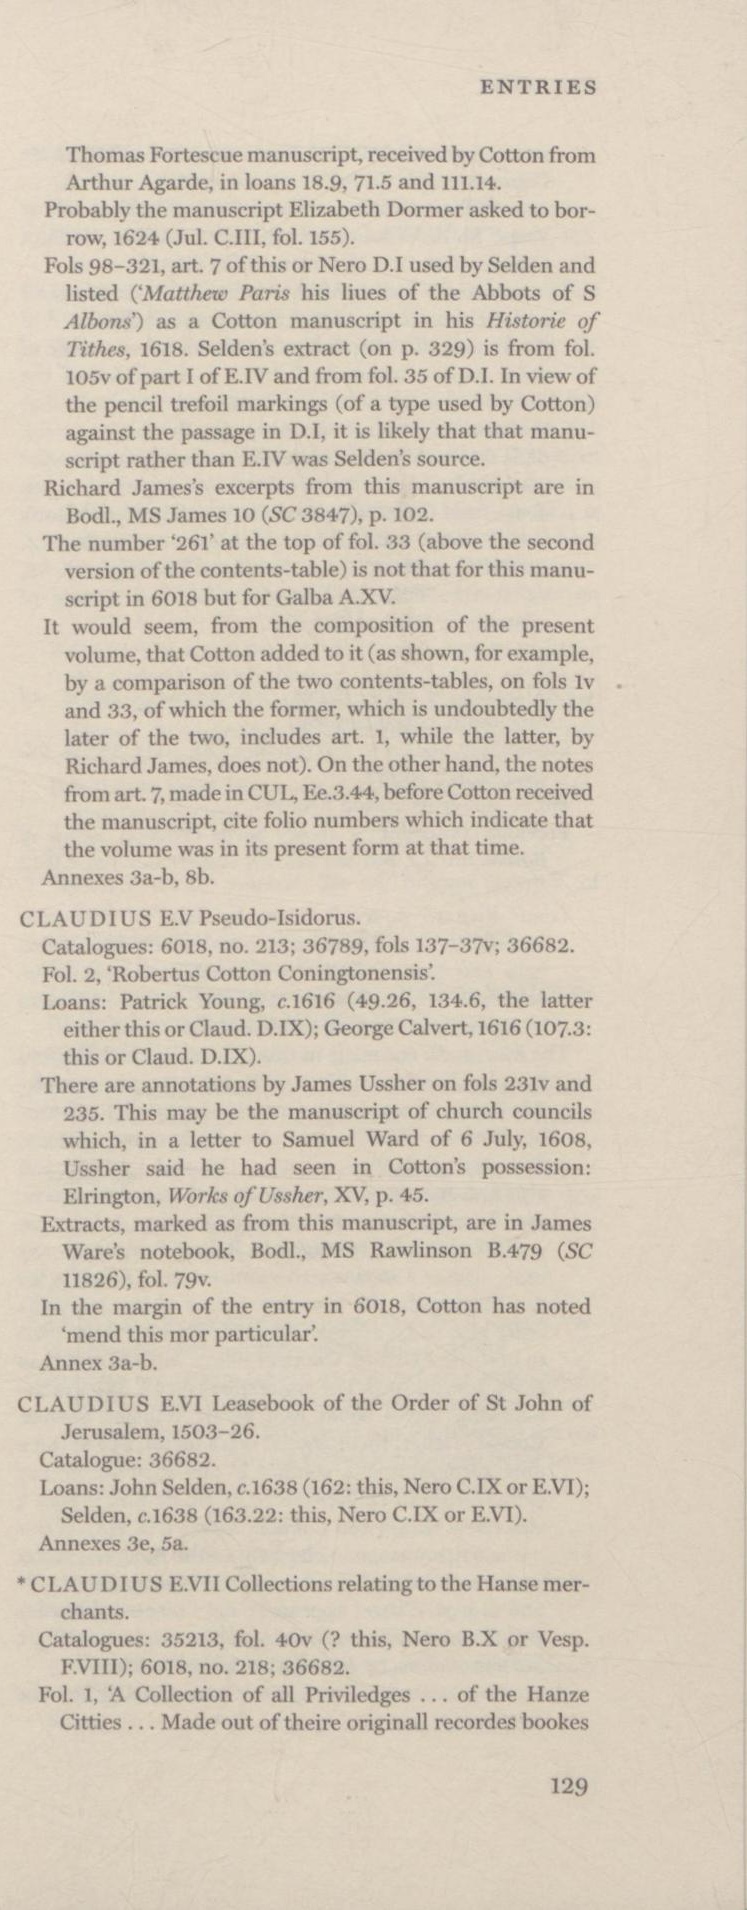 ENTRIES
Thomas Fortescue manuscript, received by Cotton from
Arthur Agarde, in loans 18.9, 71.5 and 111.14.
Probably the manuscript Elizabeth Dormer asked to bor-
row, 1624 (Jul. C.III, fol. 155).
Fols 98–321, art. 7 of this or Nero D.I used by Selden and
listed (‘Matthew Paris his liues of the Abbots of S
Albons’) as a Cotton manuscript in his Historie of
Tithes, 1618. Selden’s extract (on p. 329) is from fol.
105v of part I of E.IV and from fol. 35 of D.I. In view of
the pencil trefoil markings (of a type used by Cotton)
against the passage in D.I, it is likely that that manu-
script rather than E.IV was Selden’s source.
Richard James’s excerpts from this manuscript are in
Bodl., MS James 10 (SC 3847), p. 102.
The number ‘261’ at the top of fol. 33 (above the second
version of the contents-table) is not that for this manu-
script in 6018 but for Galba A.XV.
It would seem, from the composition of the present
volume, that Cotton added to it (as shown, for example,
by a comparison of the two contents-tables, on fols 1v
and 33, of which the former, which is undoubtedly the
later of the two, includes art. 1, while the latter, by
Richard James, does not). On the other hand, the notes
from art. 7, made in CUL, Ee.3.44, before Cotton received
the manuscript, cite folio numbers which indicate that
the volume was in its present form at that time.
Annexes 3a-b, 8b.
CLAUDIUS E.V Pseudo-Isidorus.
Catalogues: 6018, no. 213; 36789, fols 137–37v; 36682.
Fol. 2, ‘Robertus Cotton Coningtonensis’.
Loans: Patrick Young, c.1616 (49.26, 134.6, the latter
either this or Claud. D.IX); George Calvert, 1616 (107.3:
this or Claud. D.IX).
There are annotations by James Ussher on fols 231v and
235. This may be the manuscript of church councils
which, in a letter to Samuel Ward of 6 July, 1608,
Ussher said he had seen in Cotton’s possession:
Elrington, Works of Ussher, XV, p. 45.
Extracts, marked as from this manuscript, are in James
Ware’s notebook, Bodl., MS Rawlinson B.479 (SC
11826), fol. 79v.
In the margin of the entry in 6018, Cotton has noted
‘mend this mor particular’.
Annex 3a-b.
CLAUDIUS E.VI Leasebook of the Order of St John of
Jerusalem, 1503–26.
Catalogue: 36682.
Loans: John Selden, c.1638 (162: this, Nero C.IX or E.VI);
Selden, c.1638 (163.22: this, Nero C.IX or E.VI).
Annexes 3e, 5a.
*CLAUDIUS E.VII Collections relating to the Hanse mer-
chants.
Catalogues: 35213, fol. 40v (? this, Nero B.X or Vesp.
F.VIII); 6018, no. 218; 36682.
Fol. 1, ‘A Collection of all Priviledges ... of the Hanze
Citties ... Made out of theire originall recordes bookes
129